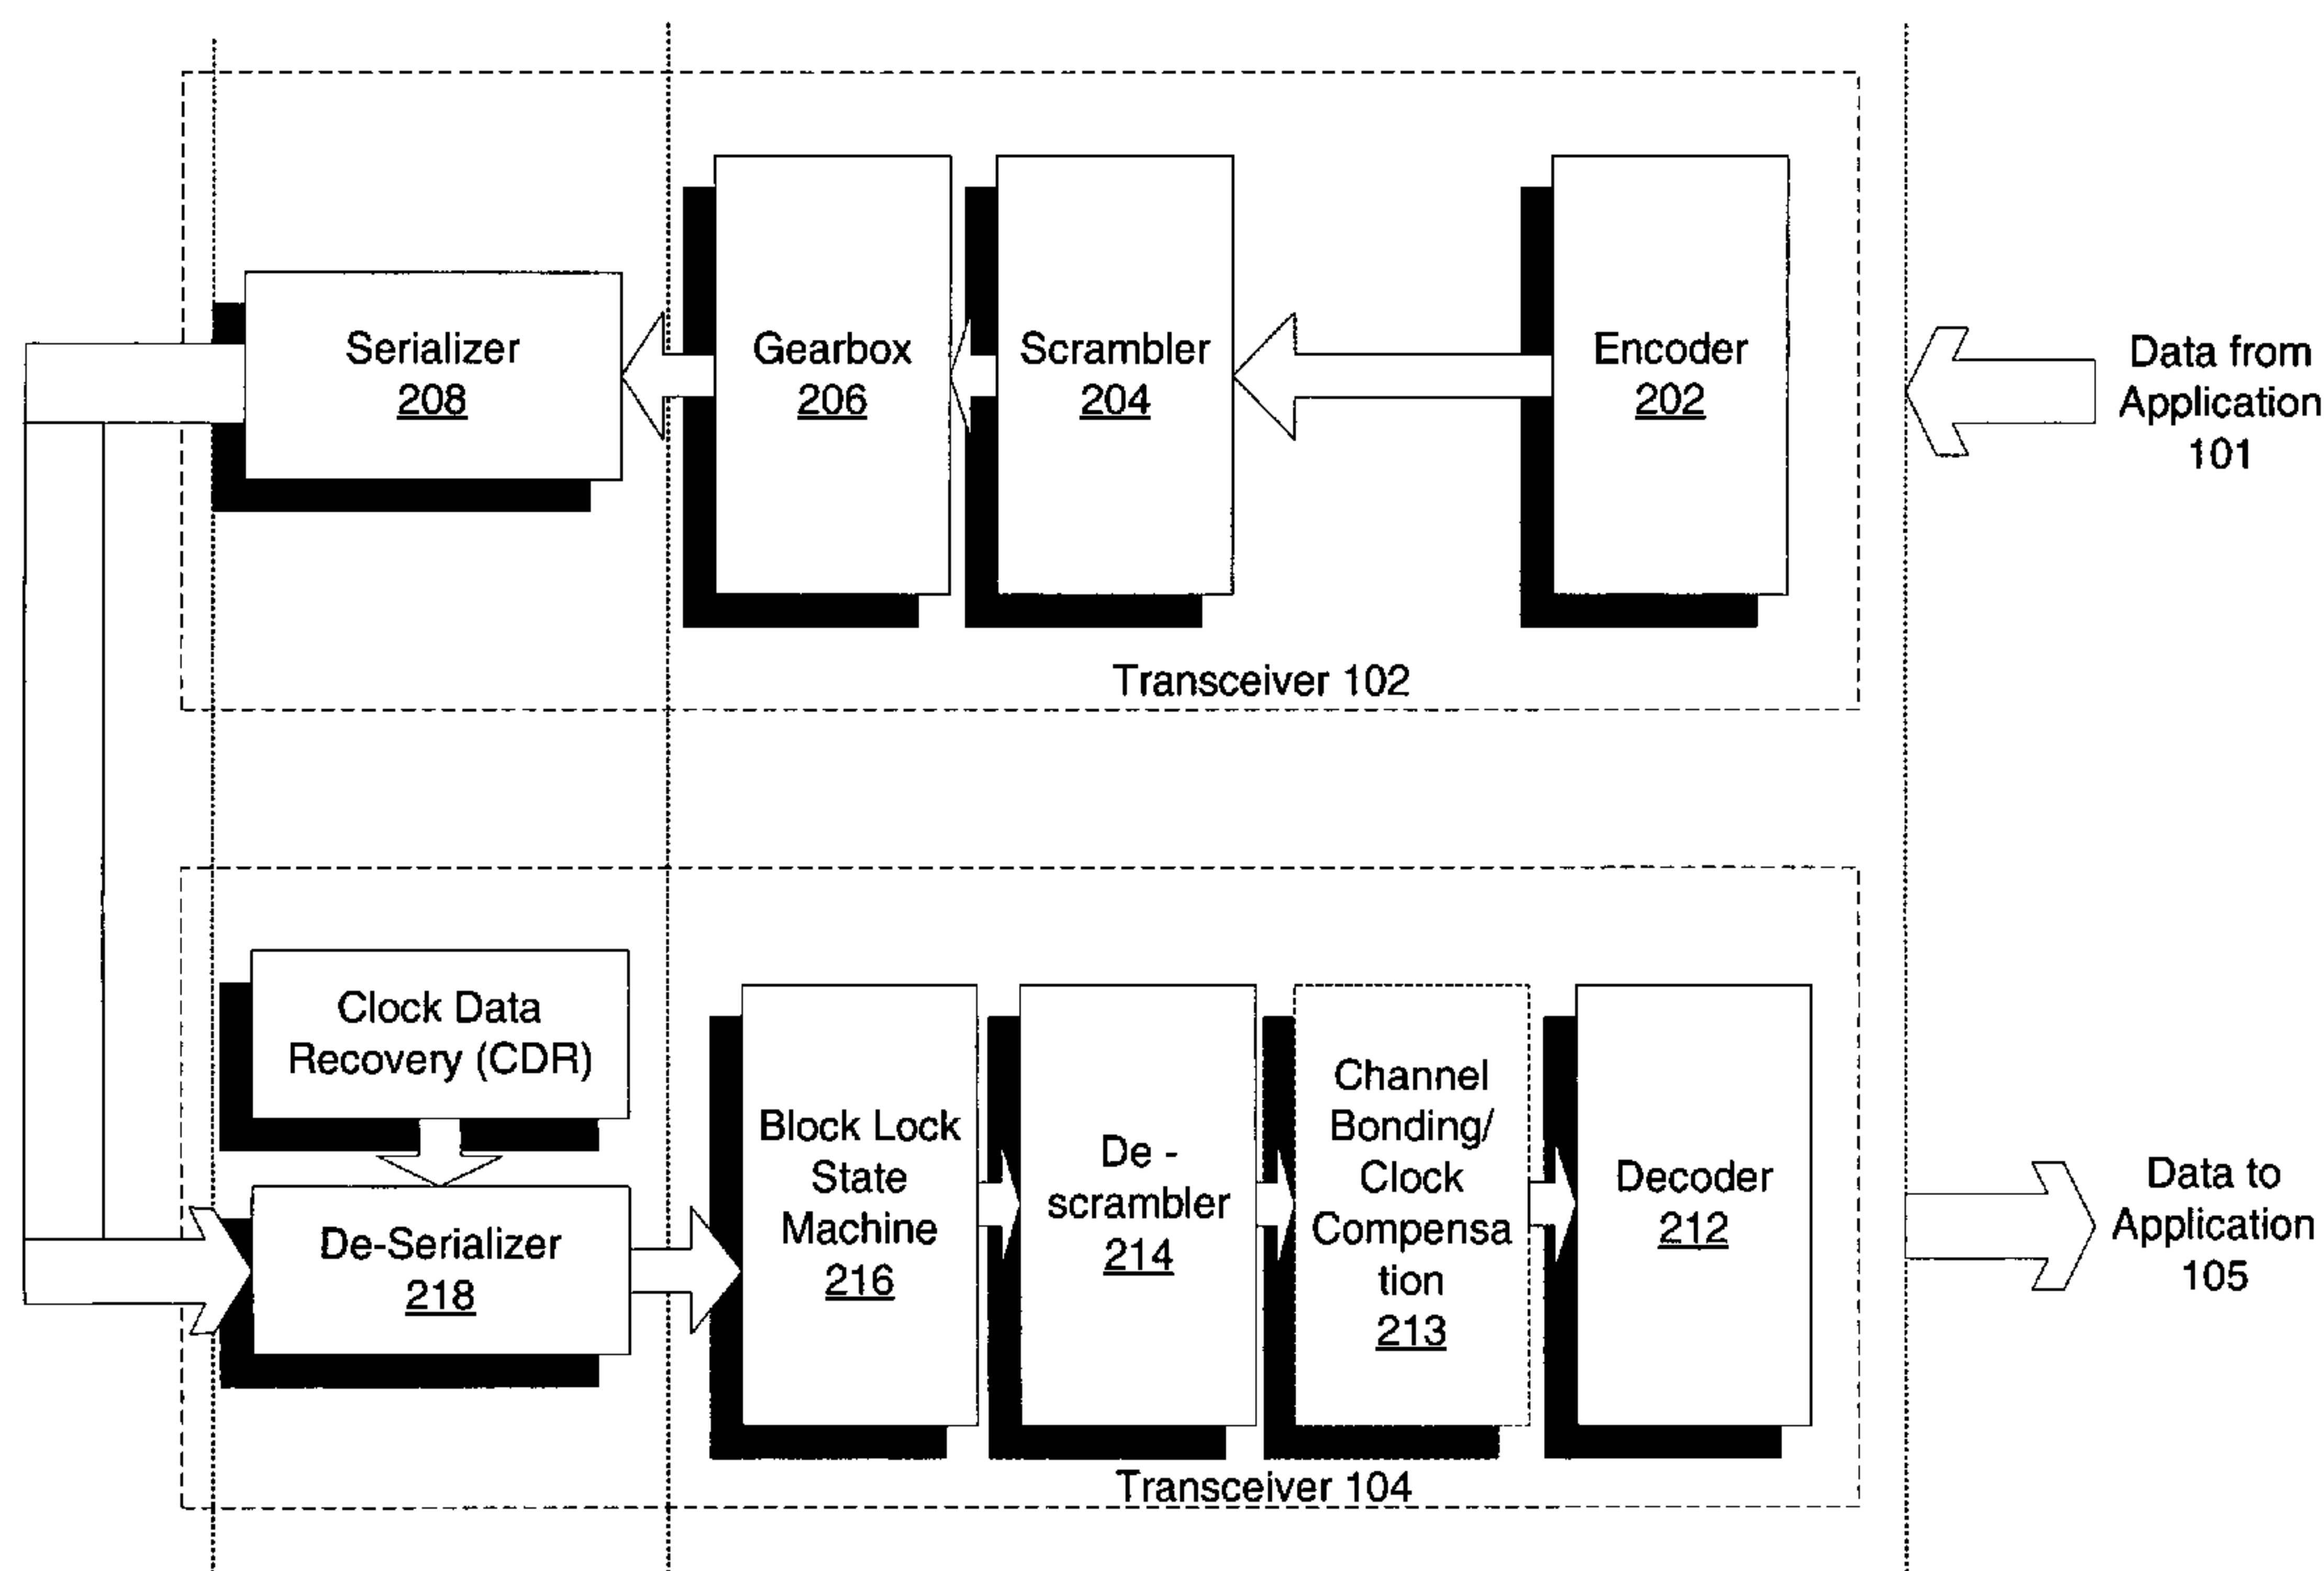 Serializer
208
Gearbox
206
Scrambler
204
Encoder
202
Data from
Application
101
Transceiver 102
Clock Data
Recovery (CDR)
De-Serializer
218
Block Lock
State
Machine
216
De -
scrambler
214
Channel
Bonding/
Clock
Compensa
tion
213
Decoder
212
Data to
Application
105
Transceiver 104